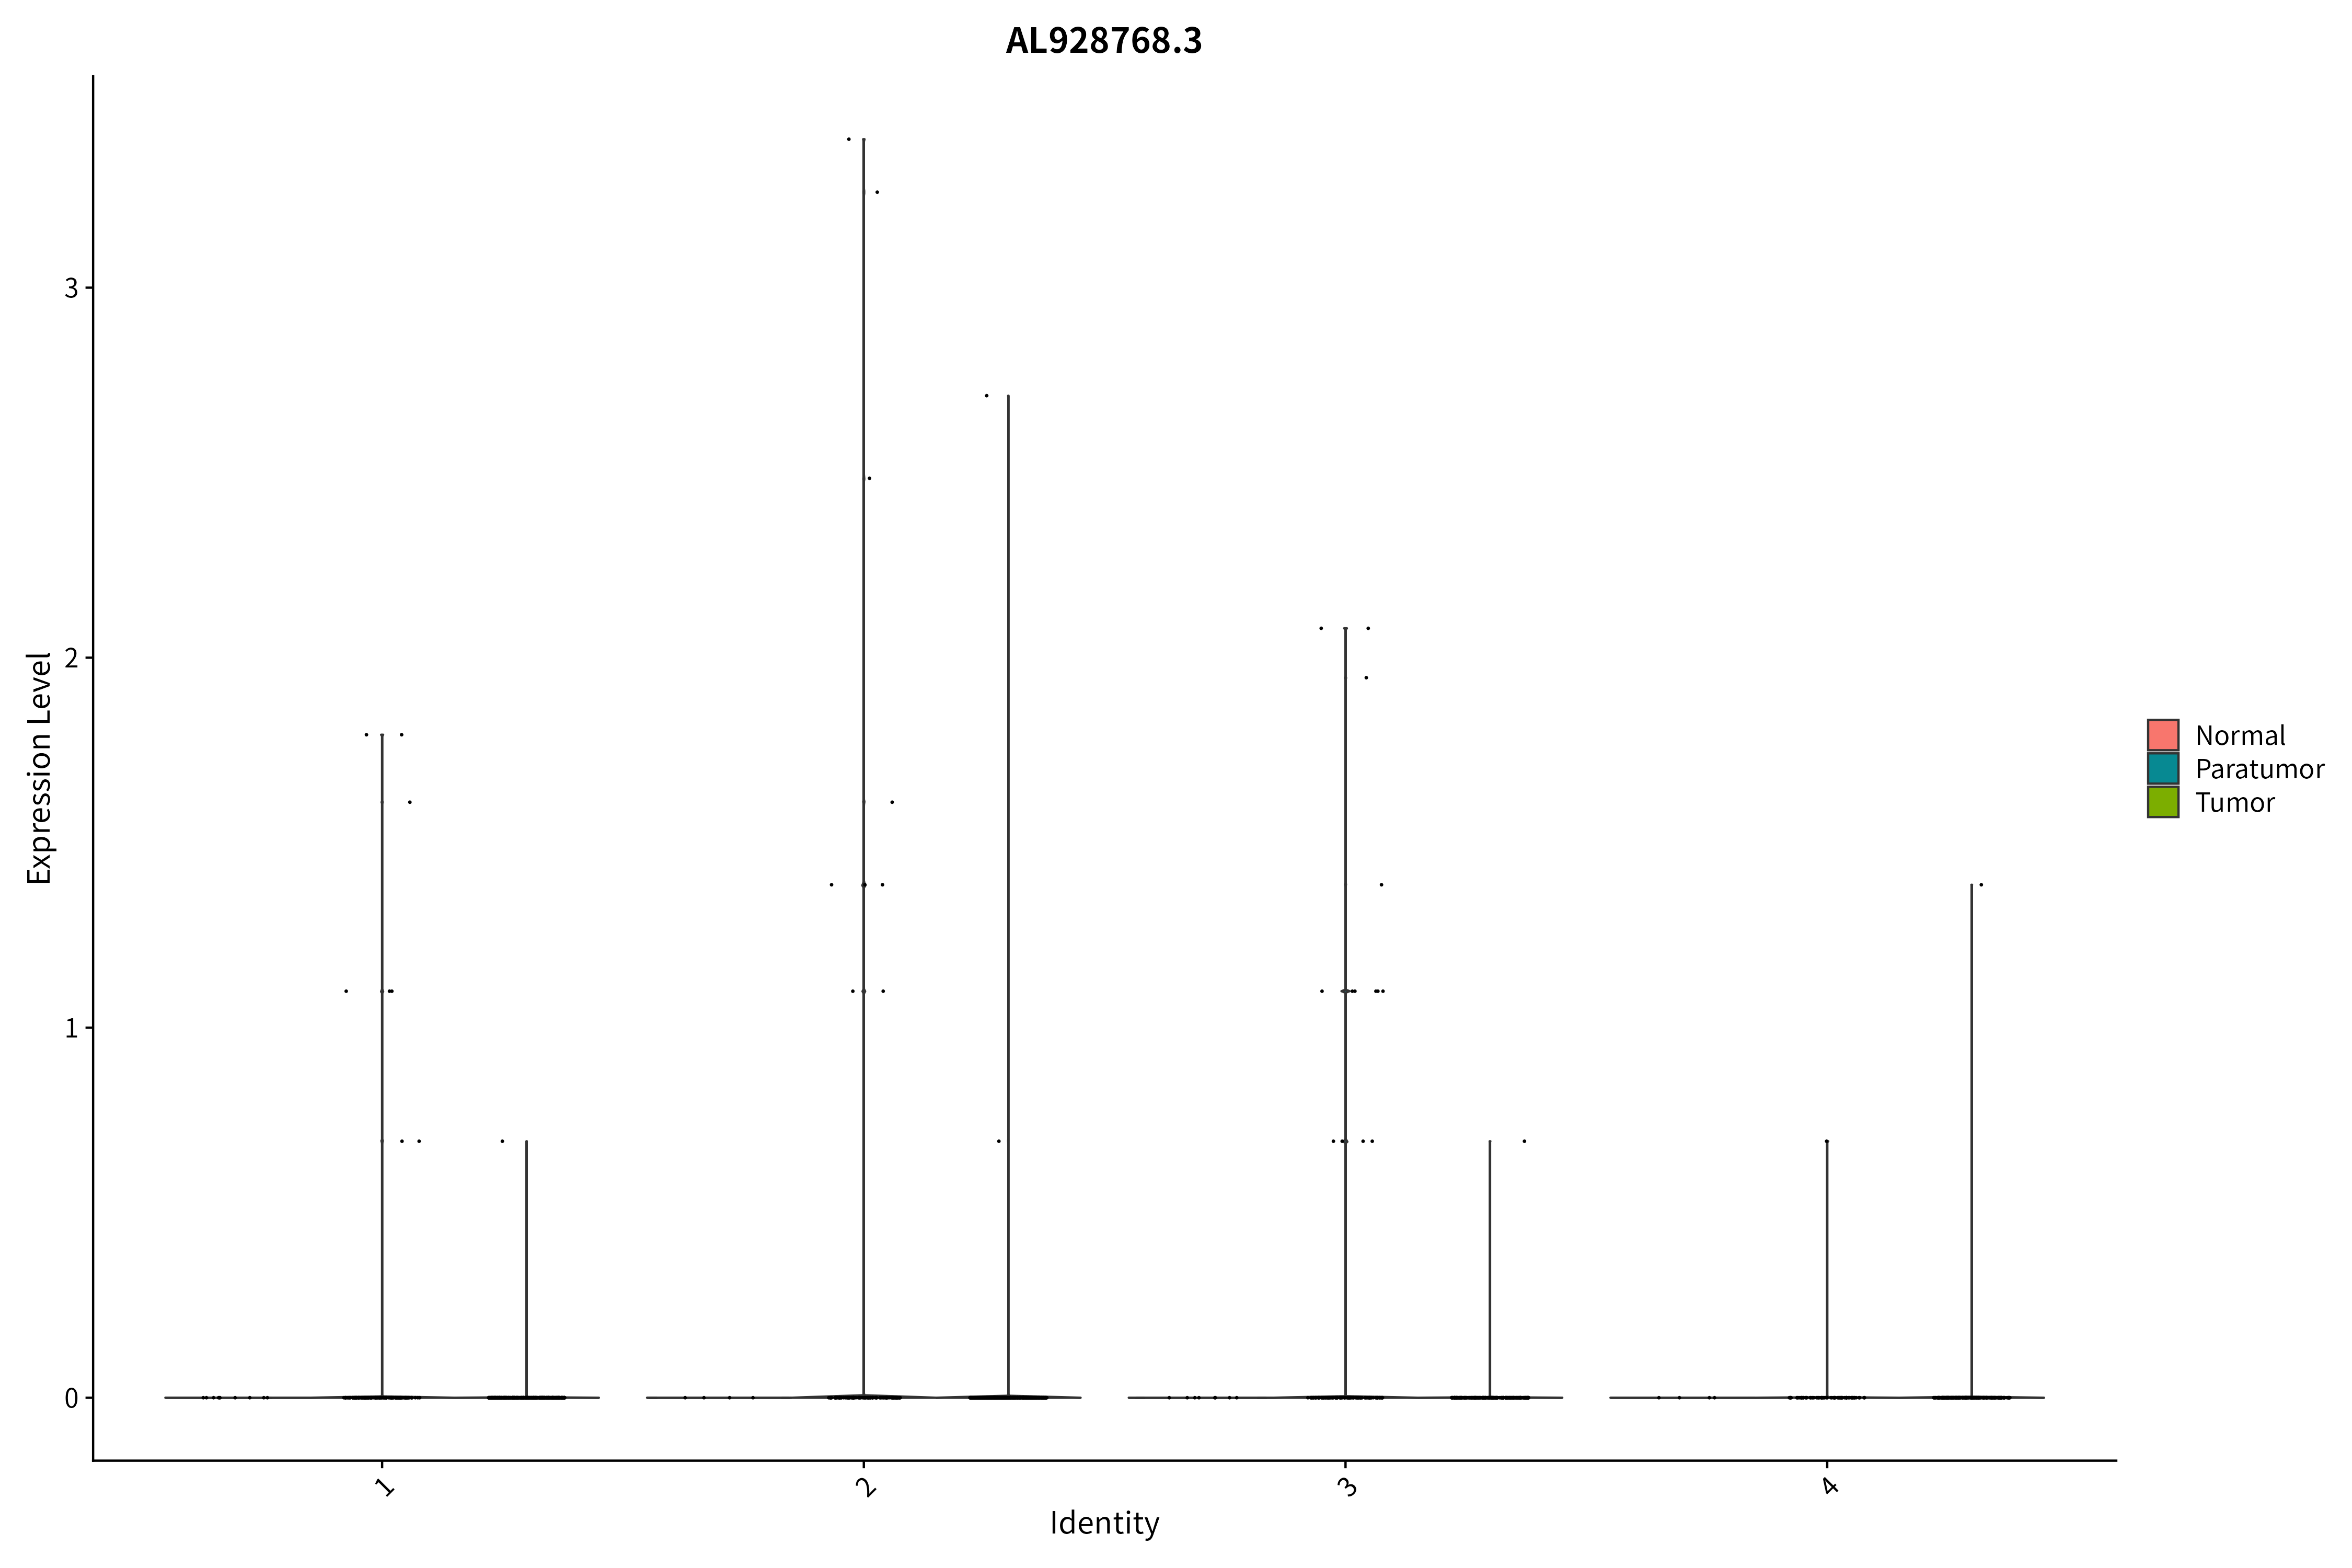 AL928768.3
Expression Level
3
2
1
0
1
2
3
4
Identity
Normal
Paratumor
Tumor